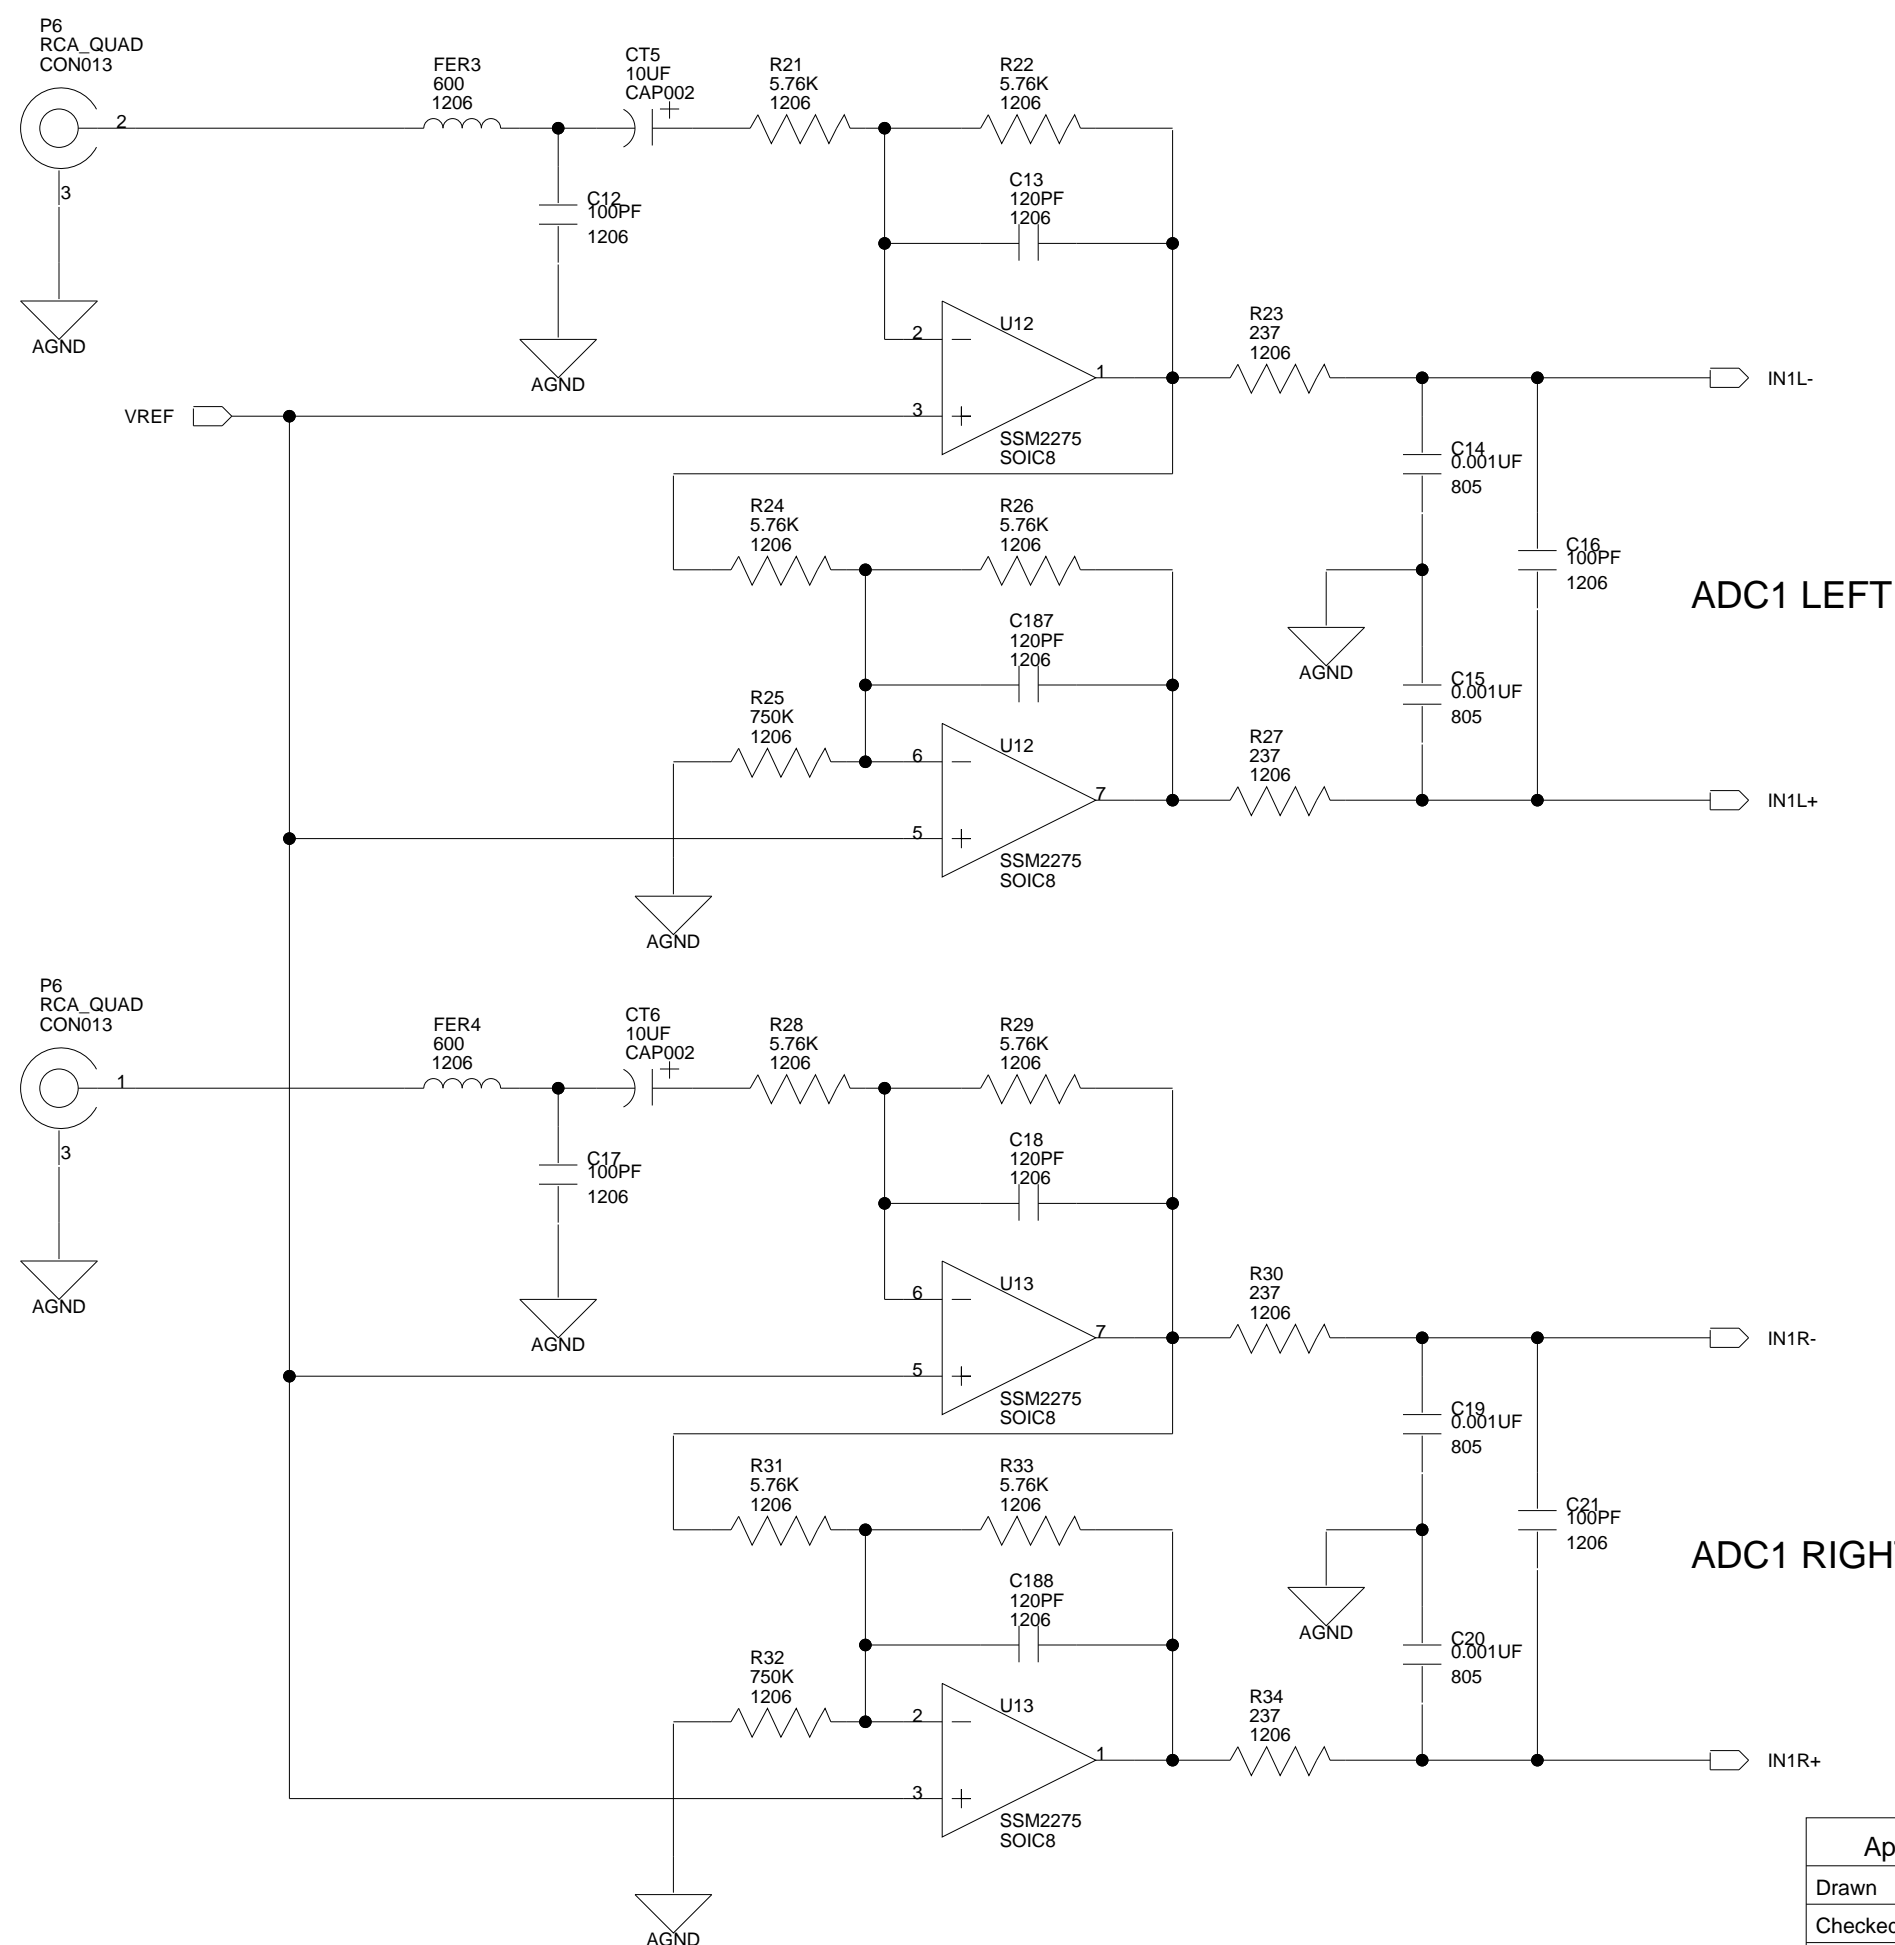 P6
RCA_QUAD
CON013
2
3
AGND
FER3
600
1206
C12
100PF
1206
AGND
CT5
10UF
CAP002
+
R21
5.76K
1206
R22
5.76K
1206
C13
120PF
1206
U12
2
−
1
3
+
SSM2275
SOIC8
R23
237
1206
IN1L-
VREF
C14
0.001UF
805
R24
5.76K
1206
R26
5.76K
1206
C16
100PF
1206
ADC1 LEFT
C187
120PF
1206
AGND
C15
0.001UF
805
R25
750K
1206
AGND
U12
6
−
7
5
+
SSM2275
SOIC8
R27
237
1206
IN1L+
P6
RCA_QUAD
CON013
1
3
AGND
FER4
600
1206
C17
100PF
1206
AGND
CT6
10UF
CAP002
+
R28
5.76K
1206
R29
5.76K
1206
C18
120PF
1206
U13
6
−
7
5
+
SSM2275
SOIC8
R30
237
1206
IN1R-
C19
0.001UF
805
R31
5.76K
1206
R33
5.76K
1206
C21
100PF
1206
ADC1 RIGH
C188
120PF
1206
AGND
C20
0.001UF
805
R32
750K
1206
AGND
U13
2
−
1
3
+
SSM2275
SOIC8
R34
237
1206
IN1R+
Ap
Drawn
Checked